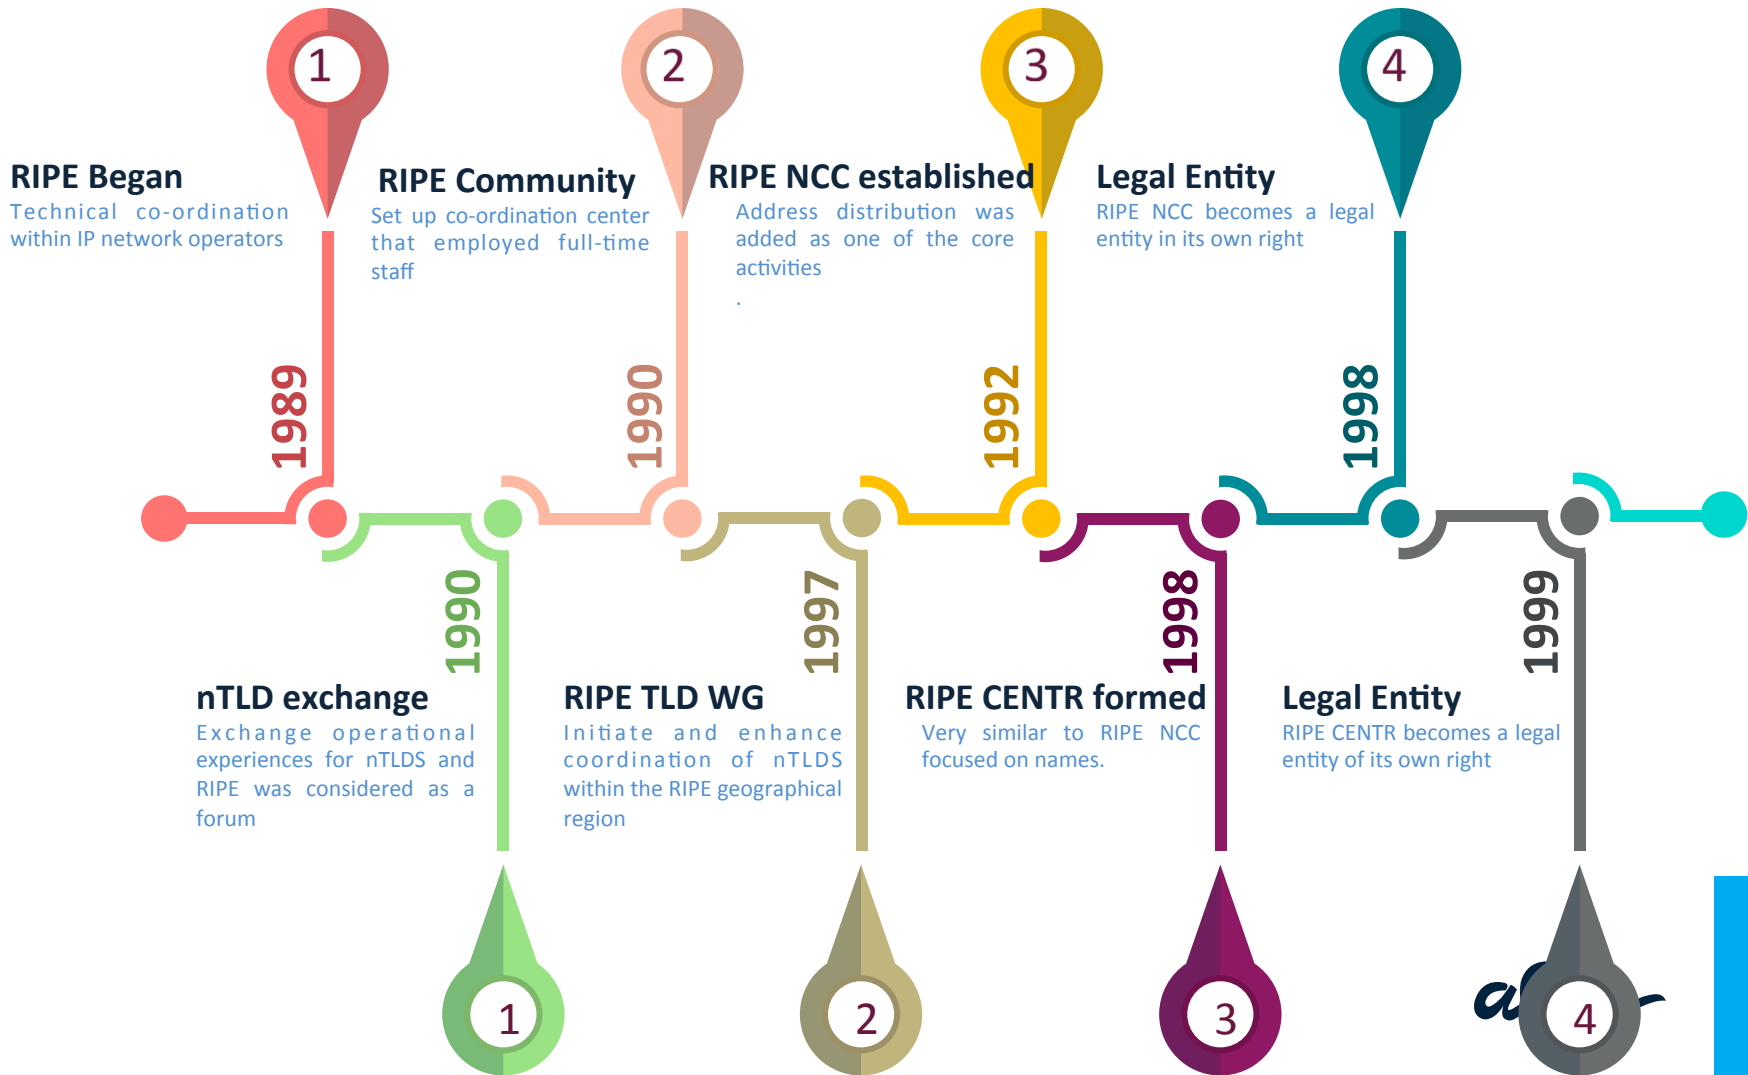 1
2
3
4
RIPE Began
Technical co-ordination
within IP network operators
RIPE Community
Set up co-ordination center
that employed full-time
staff
RIPE NCC established
Address distribution was
added as one of the core
activities
.
Legal Entity
RIPE NCC becomes a legal
entity in its own right
1989
1990
1992
1998
1990
1997
1998
1999
nTLD exchange
Exchange operational
experiences for nTLDS and
RIPE was considered as a
forum
RIPE TLD WG
Initiate and enhance
coordination of nTLDS
within the RIPE geographical
region
RIPE CENTR formed
Very similar to RIPE NCC
focused on names.
Legal Entity
RIPE CENTR becomes a legal
entity of its own right
1
2
3
4